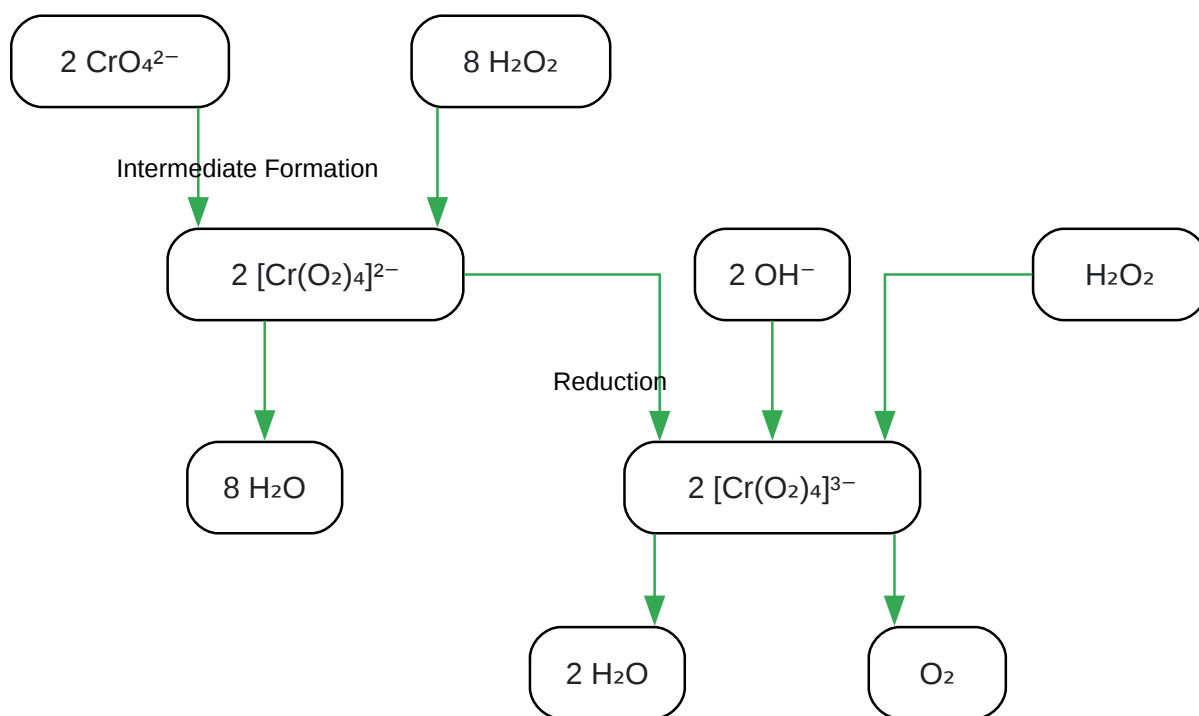 2 CrO₄²⁻
8 H₂O₂
Intermediate Formation
2 [Cr(O₂)₄]²⁻
2 OH⁻
H₂O₂
Reduction
8 H₂O
2 [Cr(O₂)₄]³⁻
2 H₂O
O₂